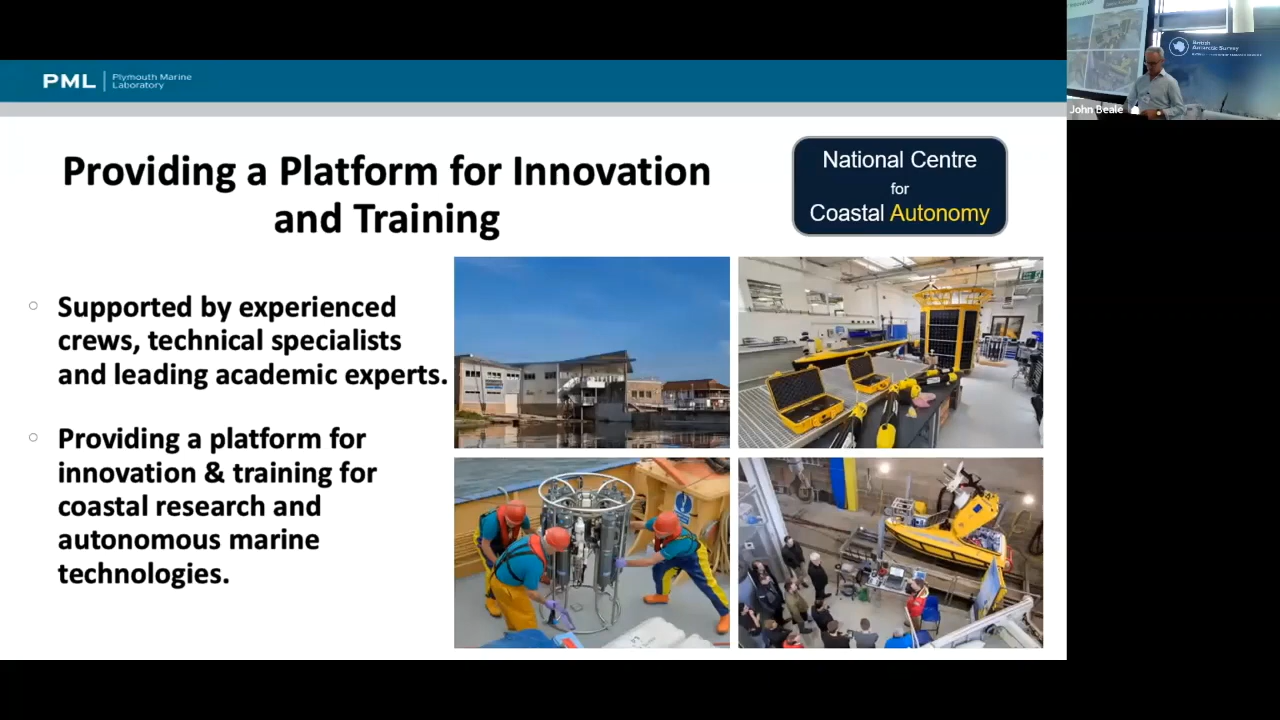 PML
Plymouth Marine
Laboratory
Providing a Platform for Innovation
and Training
National Centre
for
Coastal Autonomy
Supported by experienced
crews, technical specialists
and leading academic experts.
Providing a platform for
innovation & training for
coastal research and
autonomous marine
technologies.
British
Antarctic Survey
John Beale